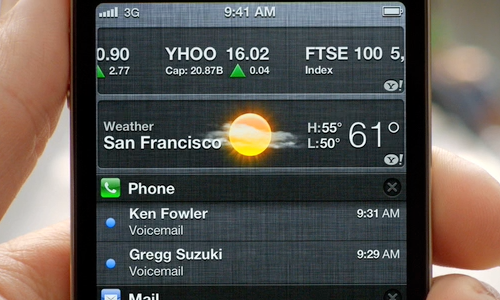 3G 9:41 AM
0.90 YHOO 16.02 FTSE 100 5,
2.77 Cap: 20.87B 0.04 Index
Y!
Weather
San Francisco H:55° L:50° 61°
Y!
Phone
Ken Fowler 9:31 AM
Voicemail
Gregg Suzuki 9:29 AM
Voicemail
Mail